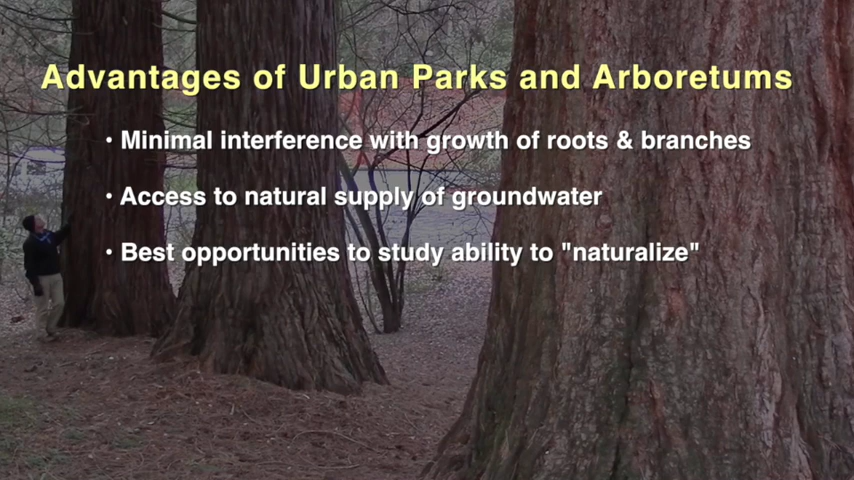 Advantages of Urban Parks and Arboretums
• Minimal interference with growth of roots & branches
• Access to natural supply of groundwater
• Best opportunities to study ability to "naturalize"